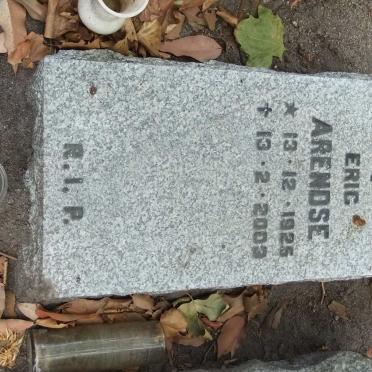 ERIC
ARENDSE
★ 13 · 12 · 1925
✝ 13 · 2 · 2009
R. I. P.